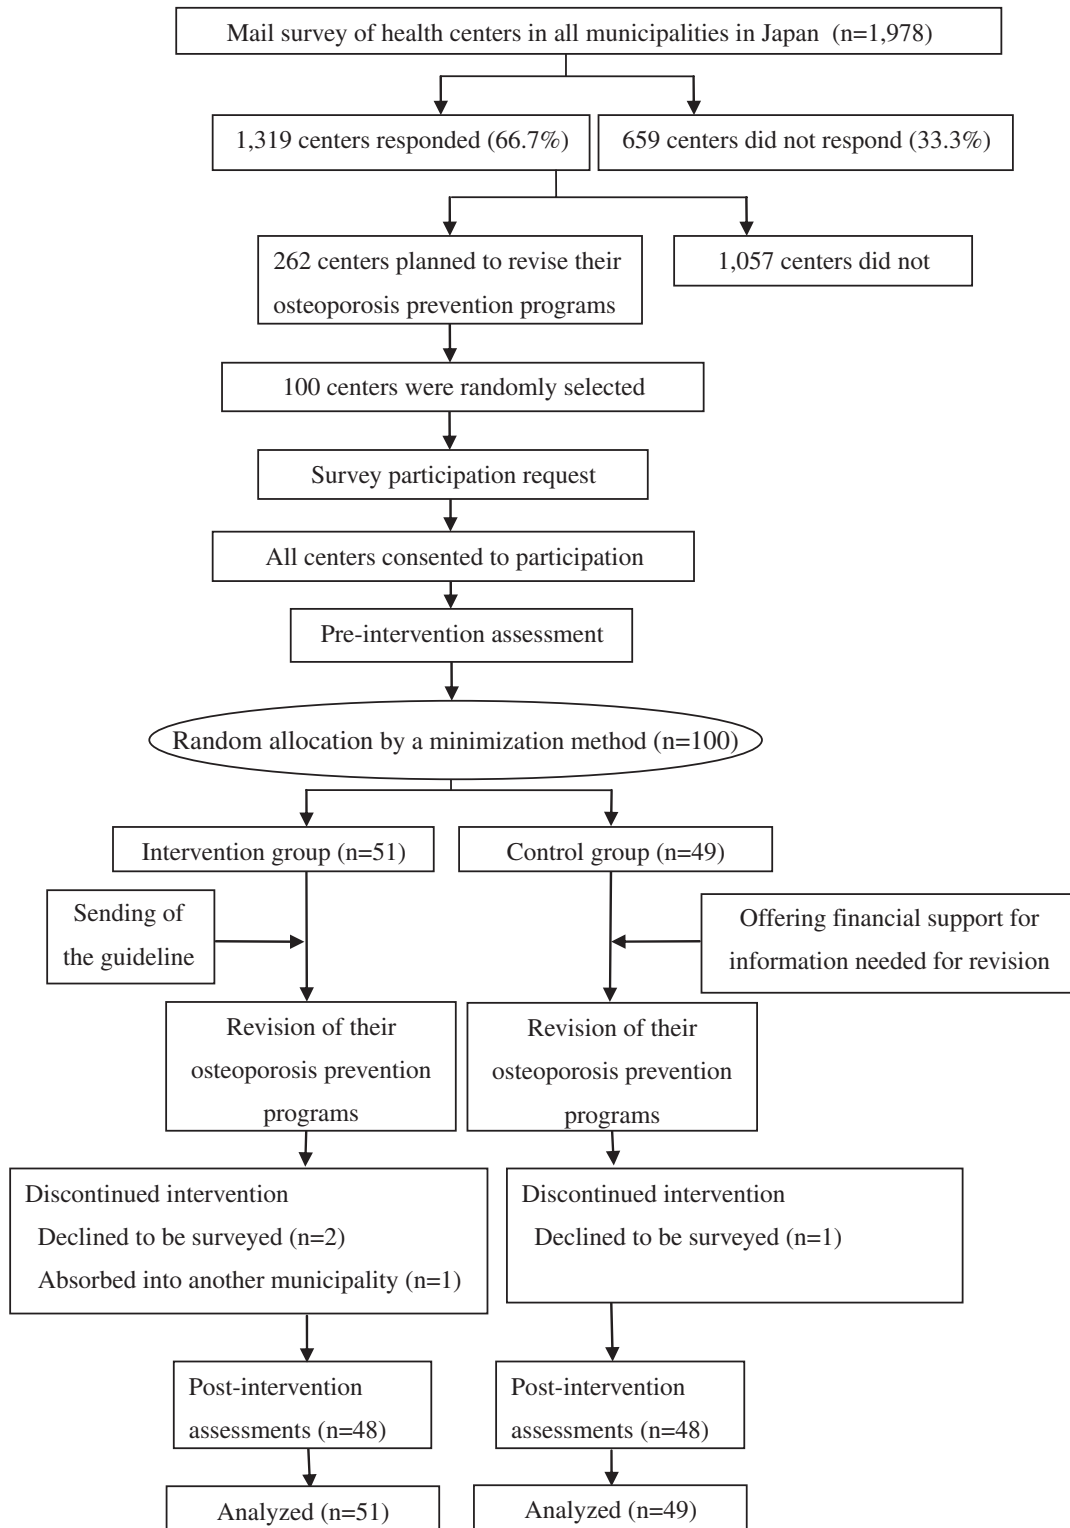 Mail survey of health centers in all municipalities in Japan (n=1,978)
1,319 centers responded (66.7%)
659 centers did not respond (33.3%)
262 centers planned to revise their
osteoporosis prevention programs
1,057 centers did not
100 centers were randomly selected
Survey participation request
All centers consented to participation
Pre-intervention assessment
Random allocation by a minimization method (n=100)
Intervention group (n=51)
Control group (n=49)
Sending of
the guideline
Offering financial support for
information needed for revision
Revision of their
osteoporosis prevention
programs
Revision of their
osteoporosis prevention
programs
Discontinued intervention
Declined to be surveyed (n=2)
Absorbed into another municipality (n=1)
Discontinued intervention
Declined to be surveyed (n=1)
Post-intervention
assessments (n=48)
Post-intervention
assessments (n=48)
Analyzed (n=51)
Analyzed (n=49)